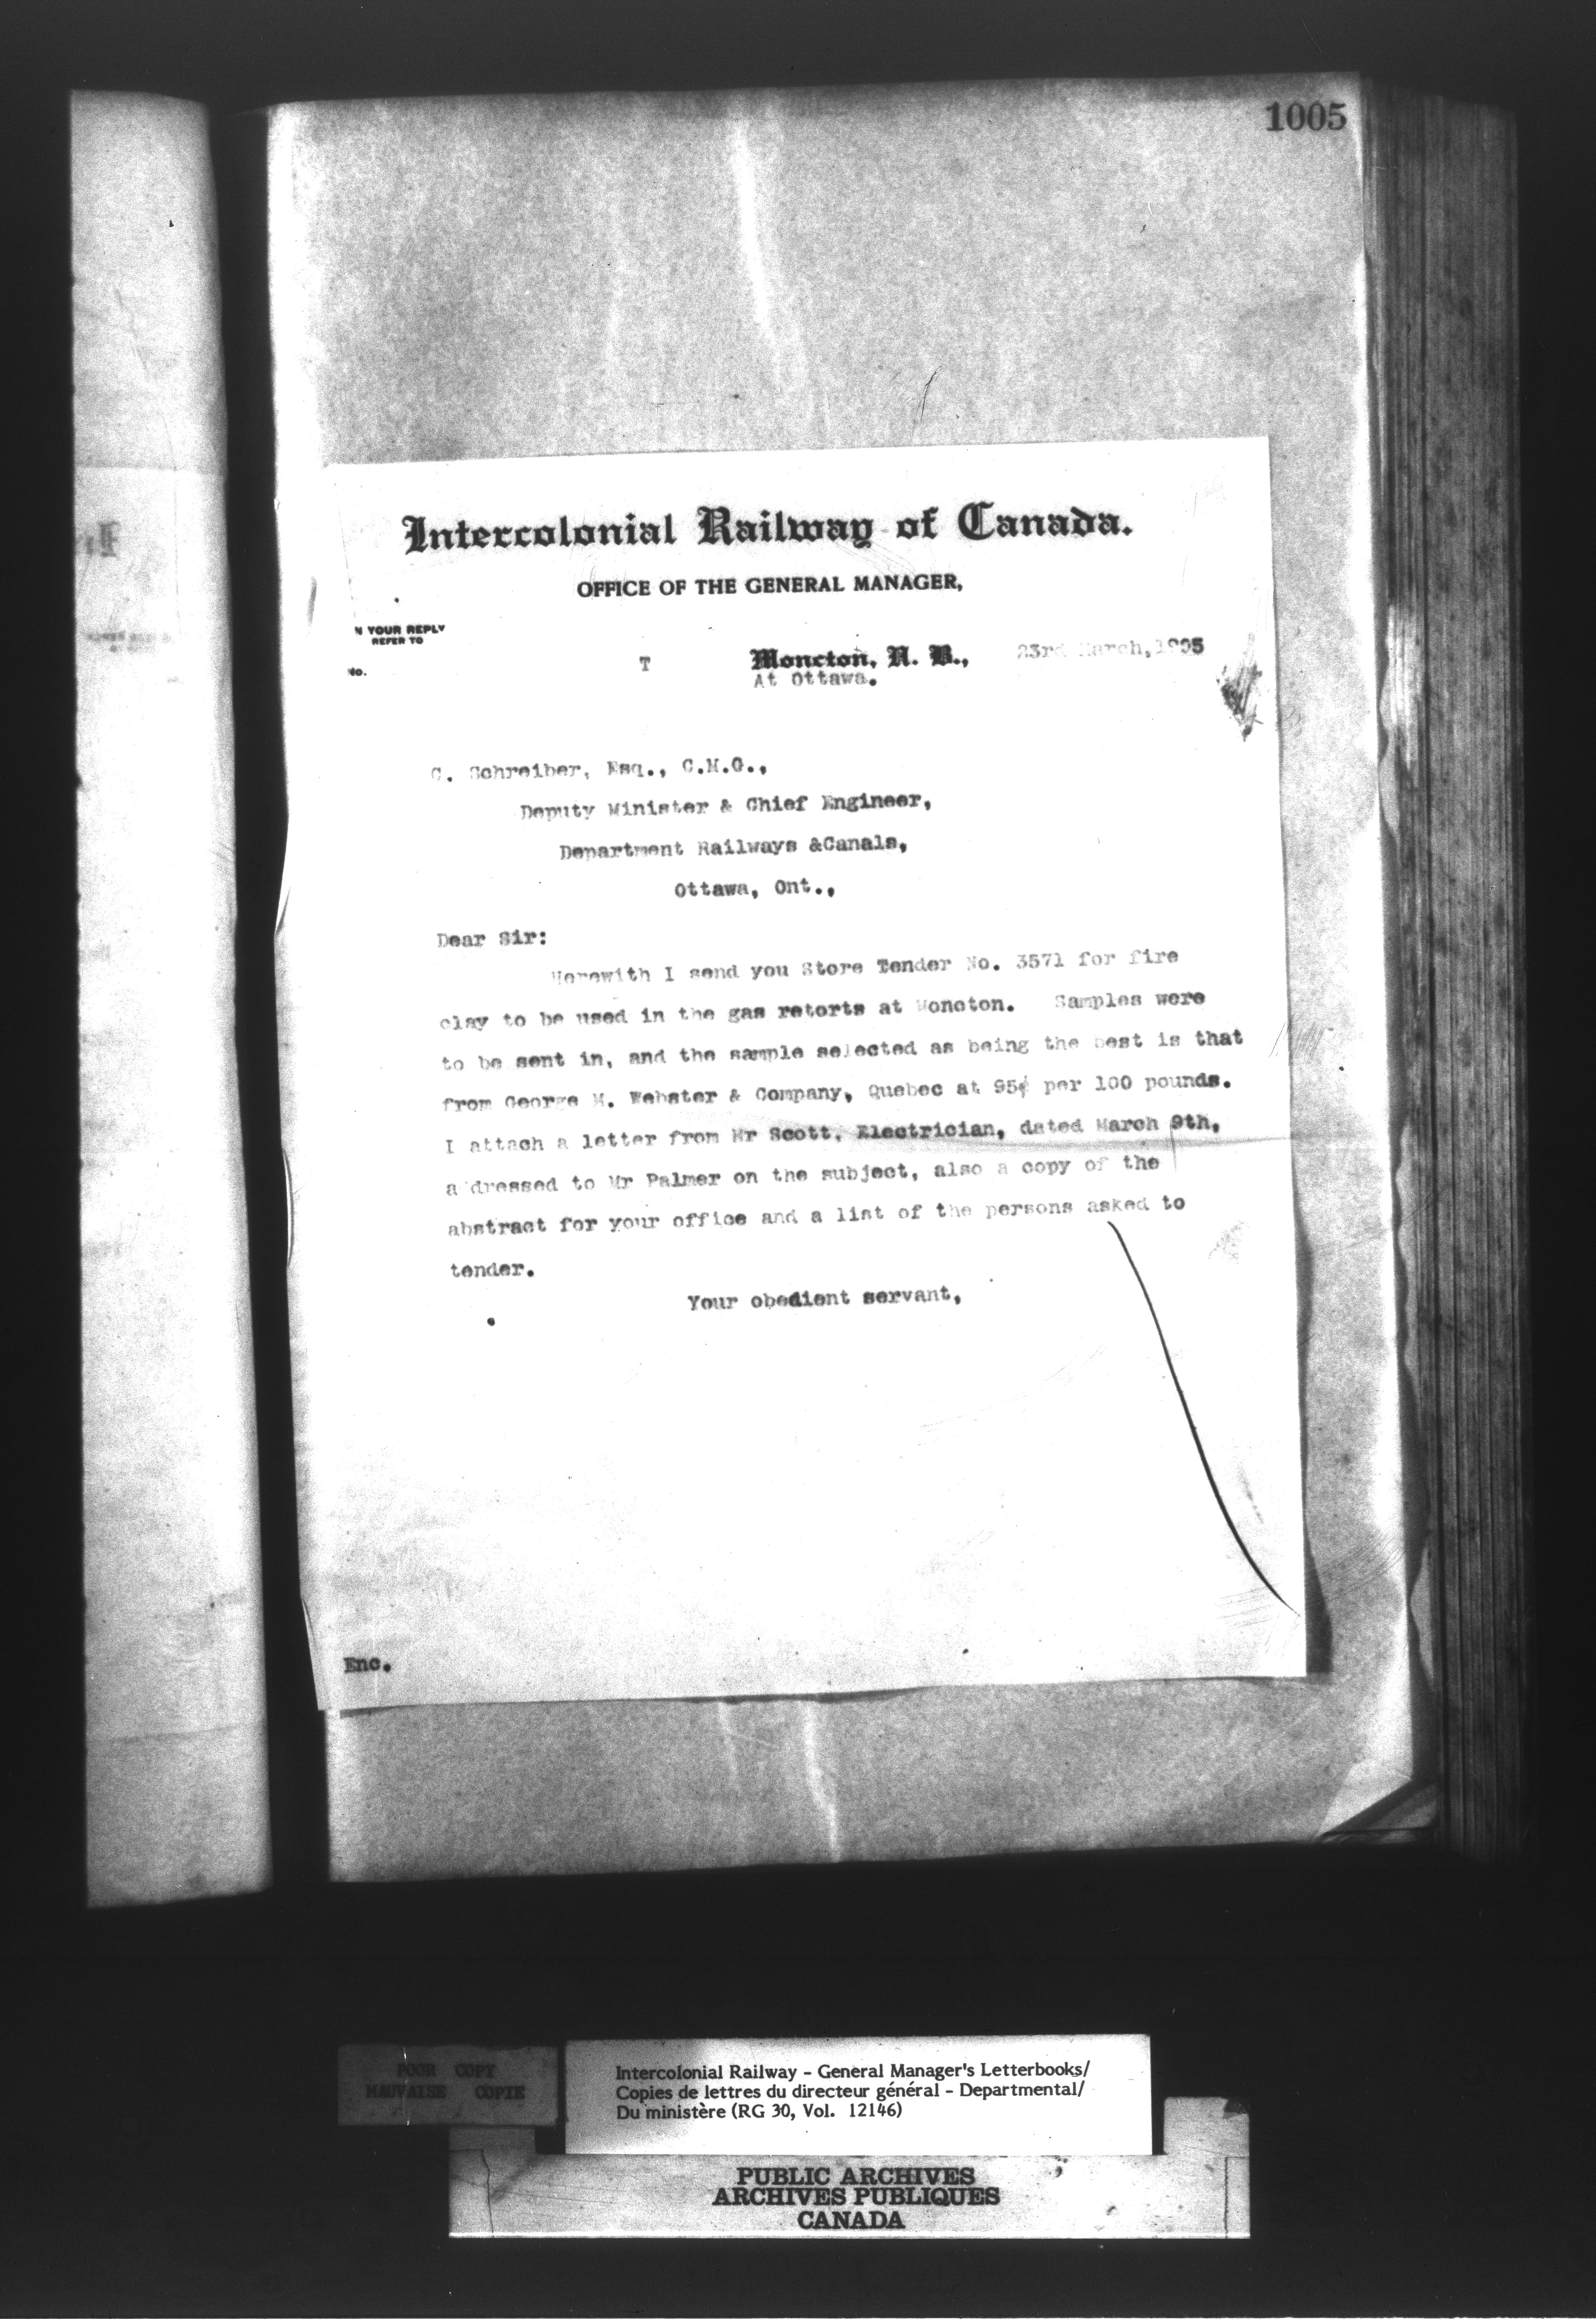 1005
Intercolonial Railway of Canada.
OFFICE OF THE GENERAL MANAGER,
N YOUR REPLY
REFER TO
No.
T
Moncton, N. B., 23rd March, 1895
At Ottawa.
C. Schreiber, Esq., C.M.G.,
Deputy Minister & Chief Engineer,
Department Railways &Canals,
Ottawa, Ont.,
Dear Sir:
Herewith I send you Store Tender No. 3571 for fire
clay to be used in the gas retorts at Moncton. Samples were
to be sent in, and the sample selected as being the best is that
from George M. Webster & Company, Quebec at 95¢ per 100 pounds.
I attach a letter from Mr Scott, Electrician, dated March 9th,
addressed to Mr Palmer on the subject, also a copy of the
abstract for your office and a list of the persons asked to
tender.
Your obedient servant,
Enc.
POOR COPY
MAUVAISE COPIE
Intercolonial Railway - General Manager's Letterbooks/
Copies de lettres du directeur général - Departmental/
Du ministère (RG 30, Vol. 12146)
PUBLIC ARCHIVES
ARCHIVES PUBLIQUES
CANADA